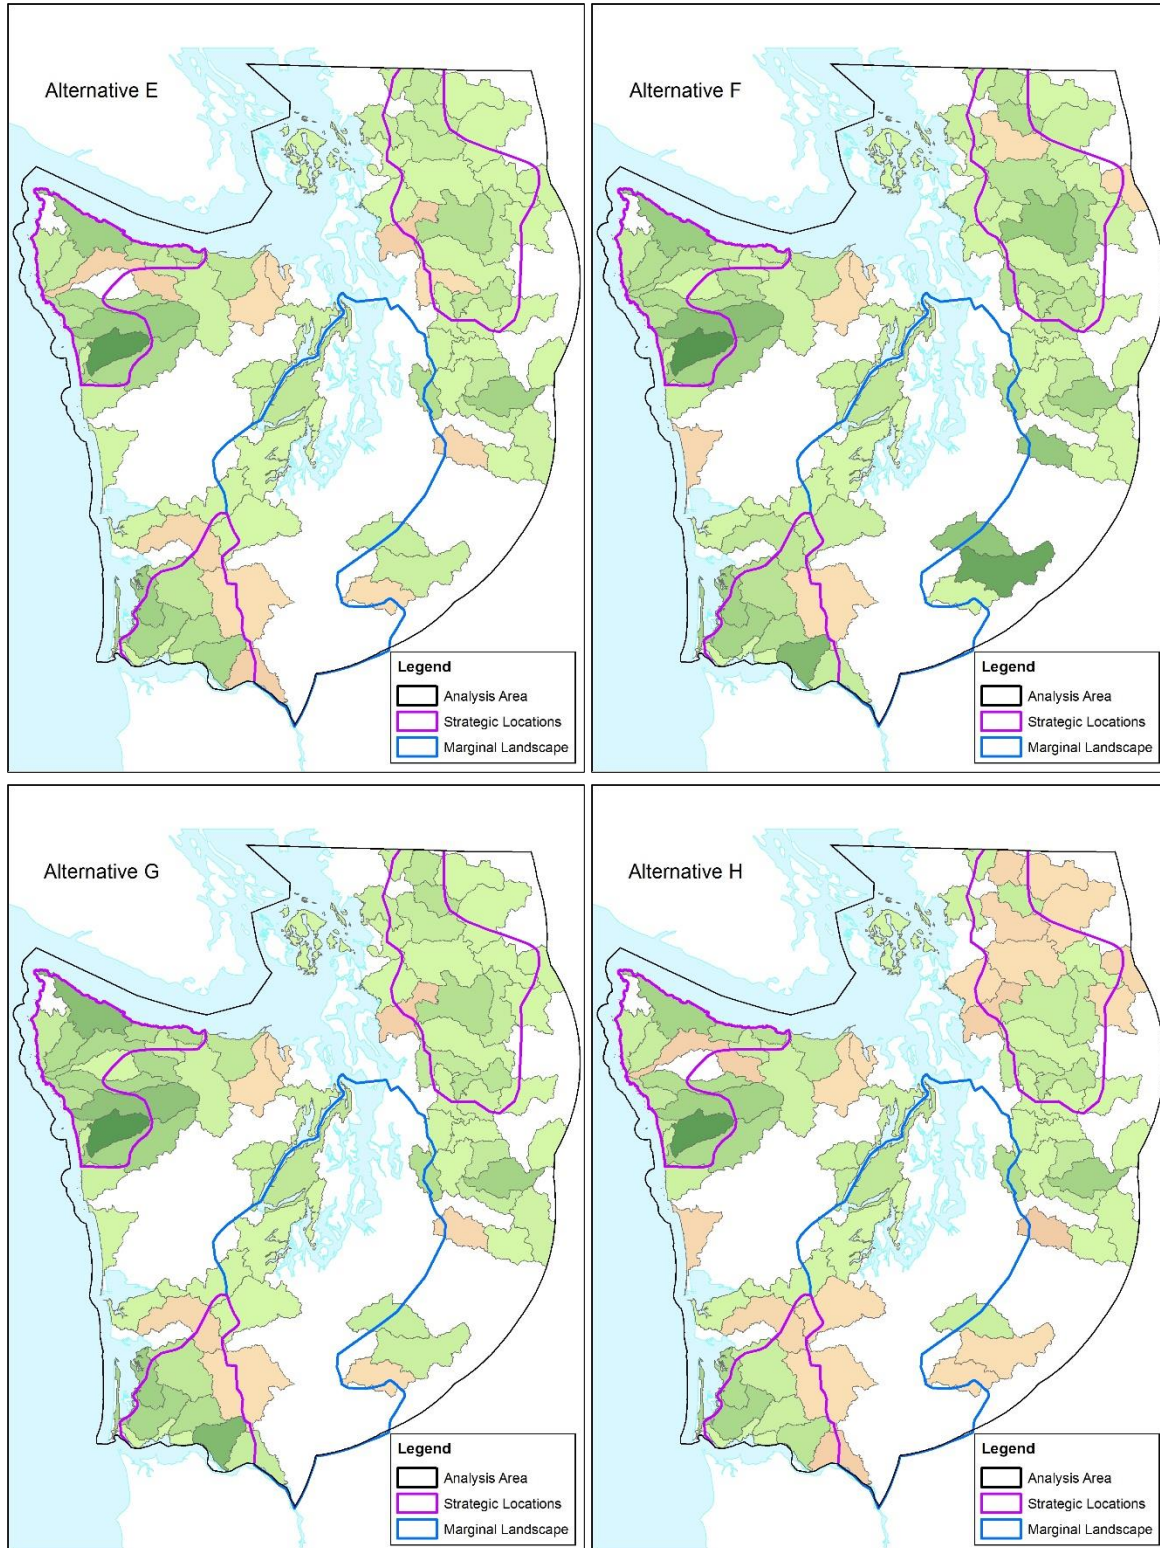 Alternative E
Legend
Analysis Area
Strategic Locations
Marginal Landscape
Alternative F
Legend
Analysis Area
Strategic Locations
Marginal Landscape
Alternative G
Legend
Analysis Area
Strategic Locations
Marginal Landscape
Alternative H
Legend
Analysis Area
Strategic Locations
Marginal Landscape